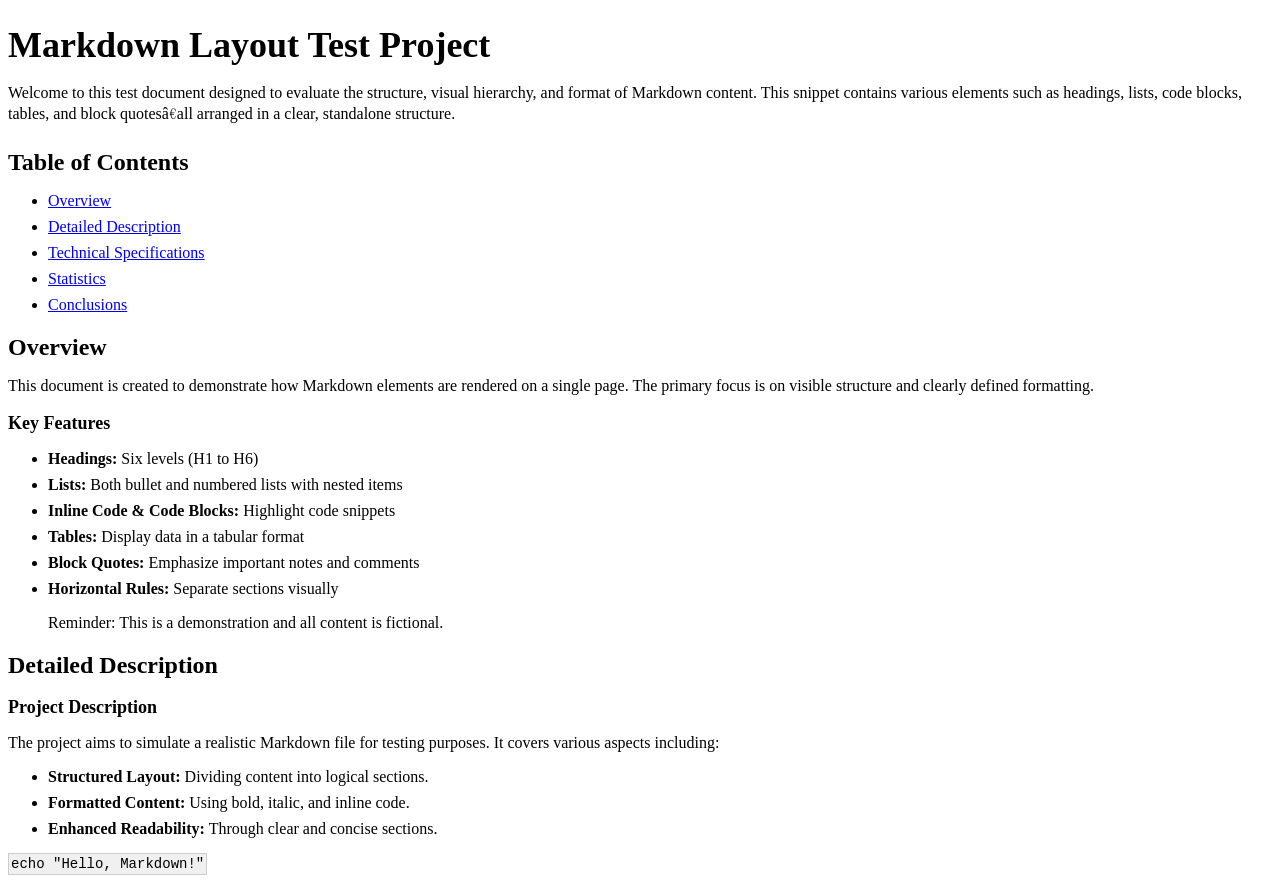 Markdown Layout Test Project
Welcome to this test document designed to evaluate the structure, visual hierarchy, and format of Markdown content. This snippet contains various elements such as headings, lists, code blocks,
tables, and block quotesâ€all arranged in a clear, standalone structure.
Table of Contents
Overview
Detailed Description
Technical Specifications
Statistics
Conclusions
Overview
This document is created to demonstrate how Markdown elements are rendered on a single page. The primary focus is on visible structure and clearly defined formatting.
Key Features
Headings: Six levels (H1 to H6)
Lists: Both bullet and numbered lists with nested items
Inline Code & Code Blocks: Highlight code snippets
Tables: Display data in a tabular format
Block Quotes: Emphasize important notes and comments
Horizontal Rules: Separate sections visually
Reminder: This is a demonstration and all content is fictional.
Detailed Description
Project Description
The project aims to simulate a realistic Markdown file for testing purposes. It covers various aspects including:
Structured Layout: Dividing content into logical sections.
Formatted Content: Using bold, italic, and inline code.
Enhanced Readability: Through clear and concise sections.
echo "Hello, Markdown!"